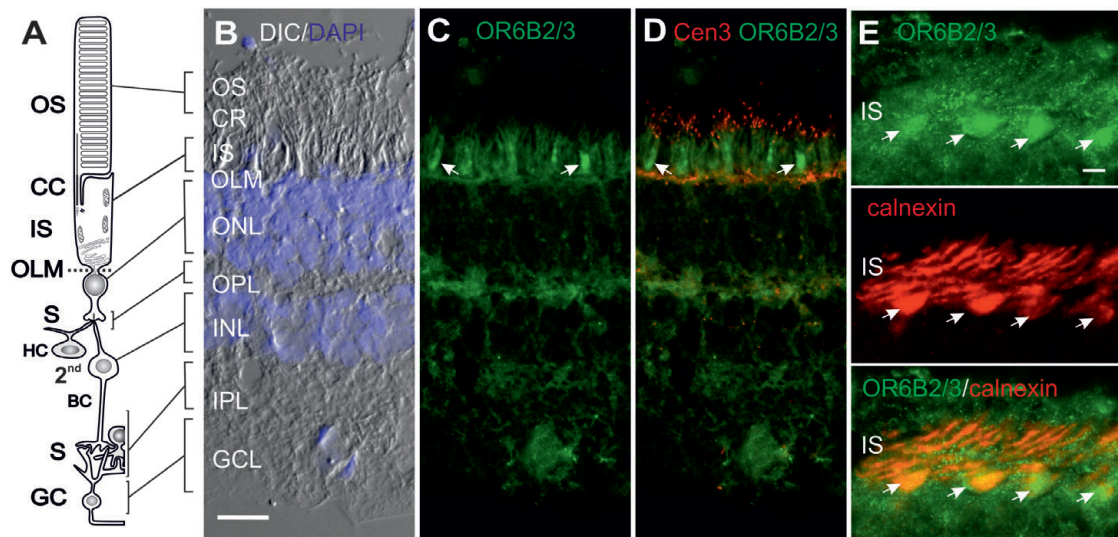 A
OS
CC
IS
OLM
S
HC
2nd
BC
S
GC
B DIC/DAPI
OS
CR
IS
OLM
ONL
OPL
INL
IPL
GCL
C OR6B2/3
D Cen3 OR6B2/3
E OR6B2/3
IS
calnexin
IS
OR6B2/3/calnexin
IS